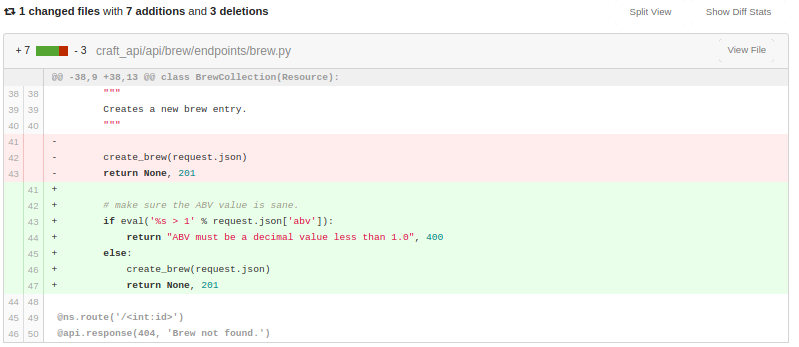 1 changed files with 7 additions and 3 deletions Split View Show Diff Stats
+ 7 - 3 craft_api/api/brew/endpoints/brew.py View File
@@ -38,9 +38,13 @@ class BrewCollection(Resource):
38 38 """
39 39 Creates a new brew entry.
40 40 """
41 -
42 - create_brew(request.json)
43 - return None, 201
41 +
42 + # make sure the ABV value is sane.
43 + if eval('%s > 1' % request.json['abv']):
44 + return "ABV must be a decimal value less than 1.0", 400
45 + else:
46 + create_brew(request.json)
47 + return None, 201
44 48
45 49 @ns.route('/<int:id>')
46 50 @api.response(404, 'Brew not found.')